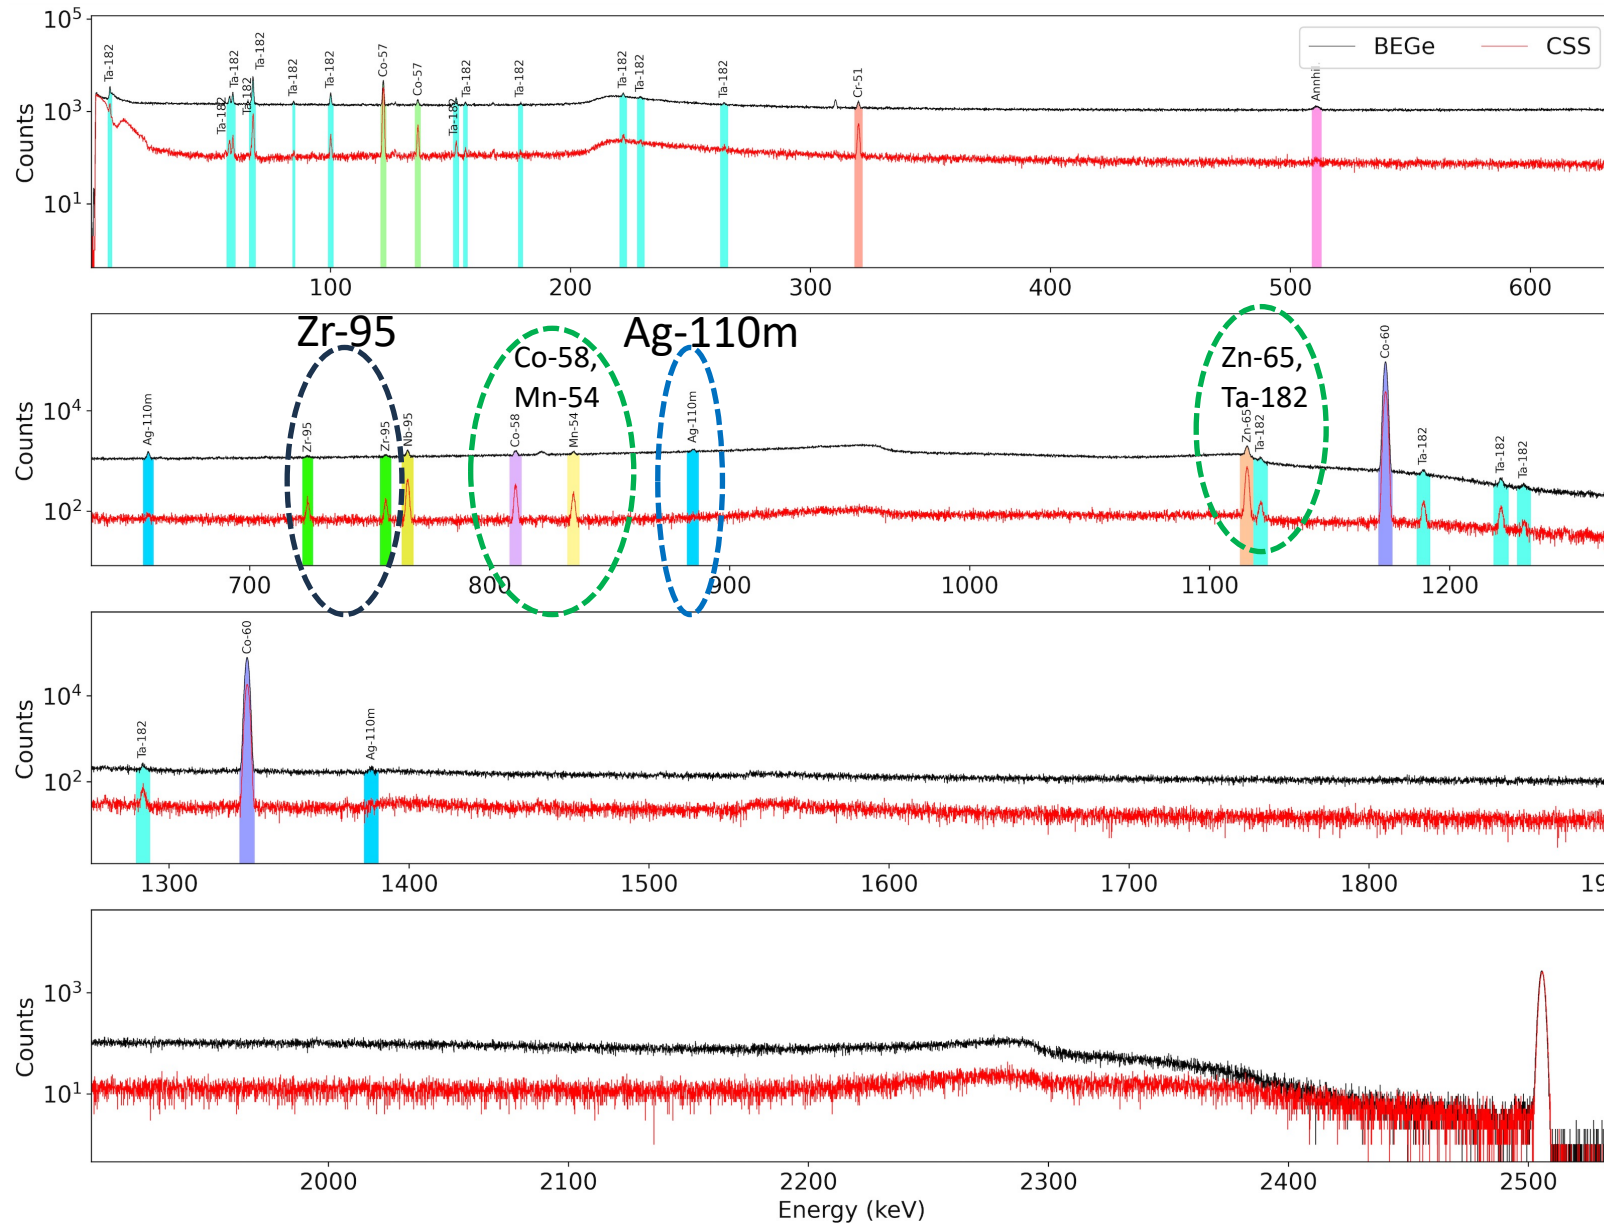 10^5
10^3
10^1
Counts
Ta-182
Ta-182
Ta-182
Ta-182
Ta-182
Ta-182
Ta-182
Co-57
Co-57
Ta-182
Ta-182
Ta-182
Ta-182
Ta-182
Ta-182
Cr-51
Annhil.
BEGe
CSS
100
200
300
400
500
600
Zr-95
Co-58,
Mn-54
Ag-110m
Zn-65,
Ta-182
10^4
10^2
Counts
Ag-110m
Zr-95
Zr-95
Nb-95
Co-58
Mn-54
Ag-110m
Zn-65
Ta-182
Co-60
Ta-182
Ta-182
Ta-182
700
800
900
1000
1100
1200
10^4
10^2
Counts
Ta-182
Co-60
Ag-110m
1300
1400
1500
1600
1700
1800
19
10^3
10^1
Counts
2000
2100
2200
2300
2400
2500
Energy (keV)